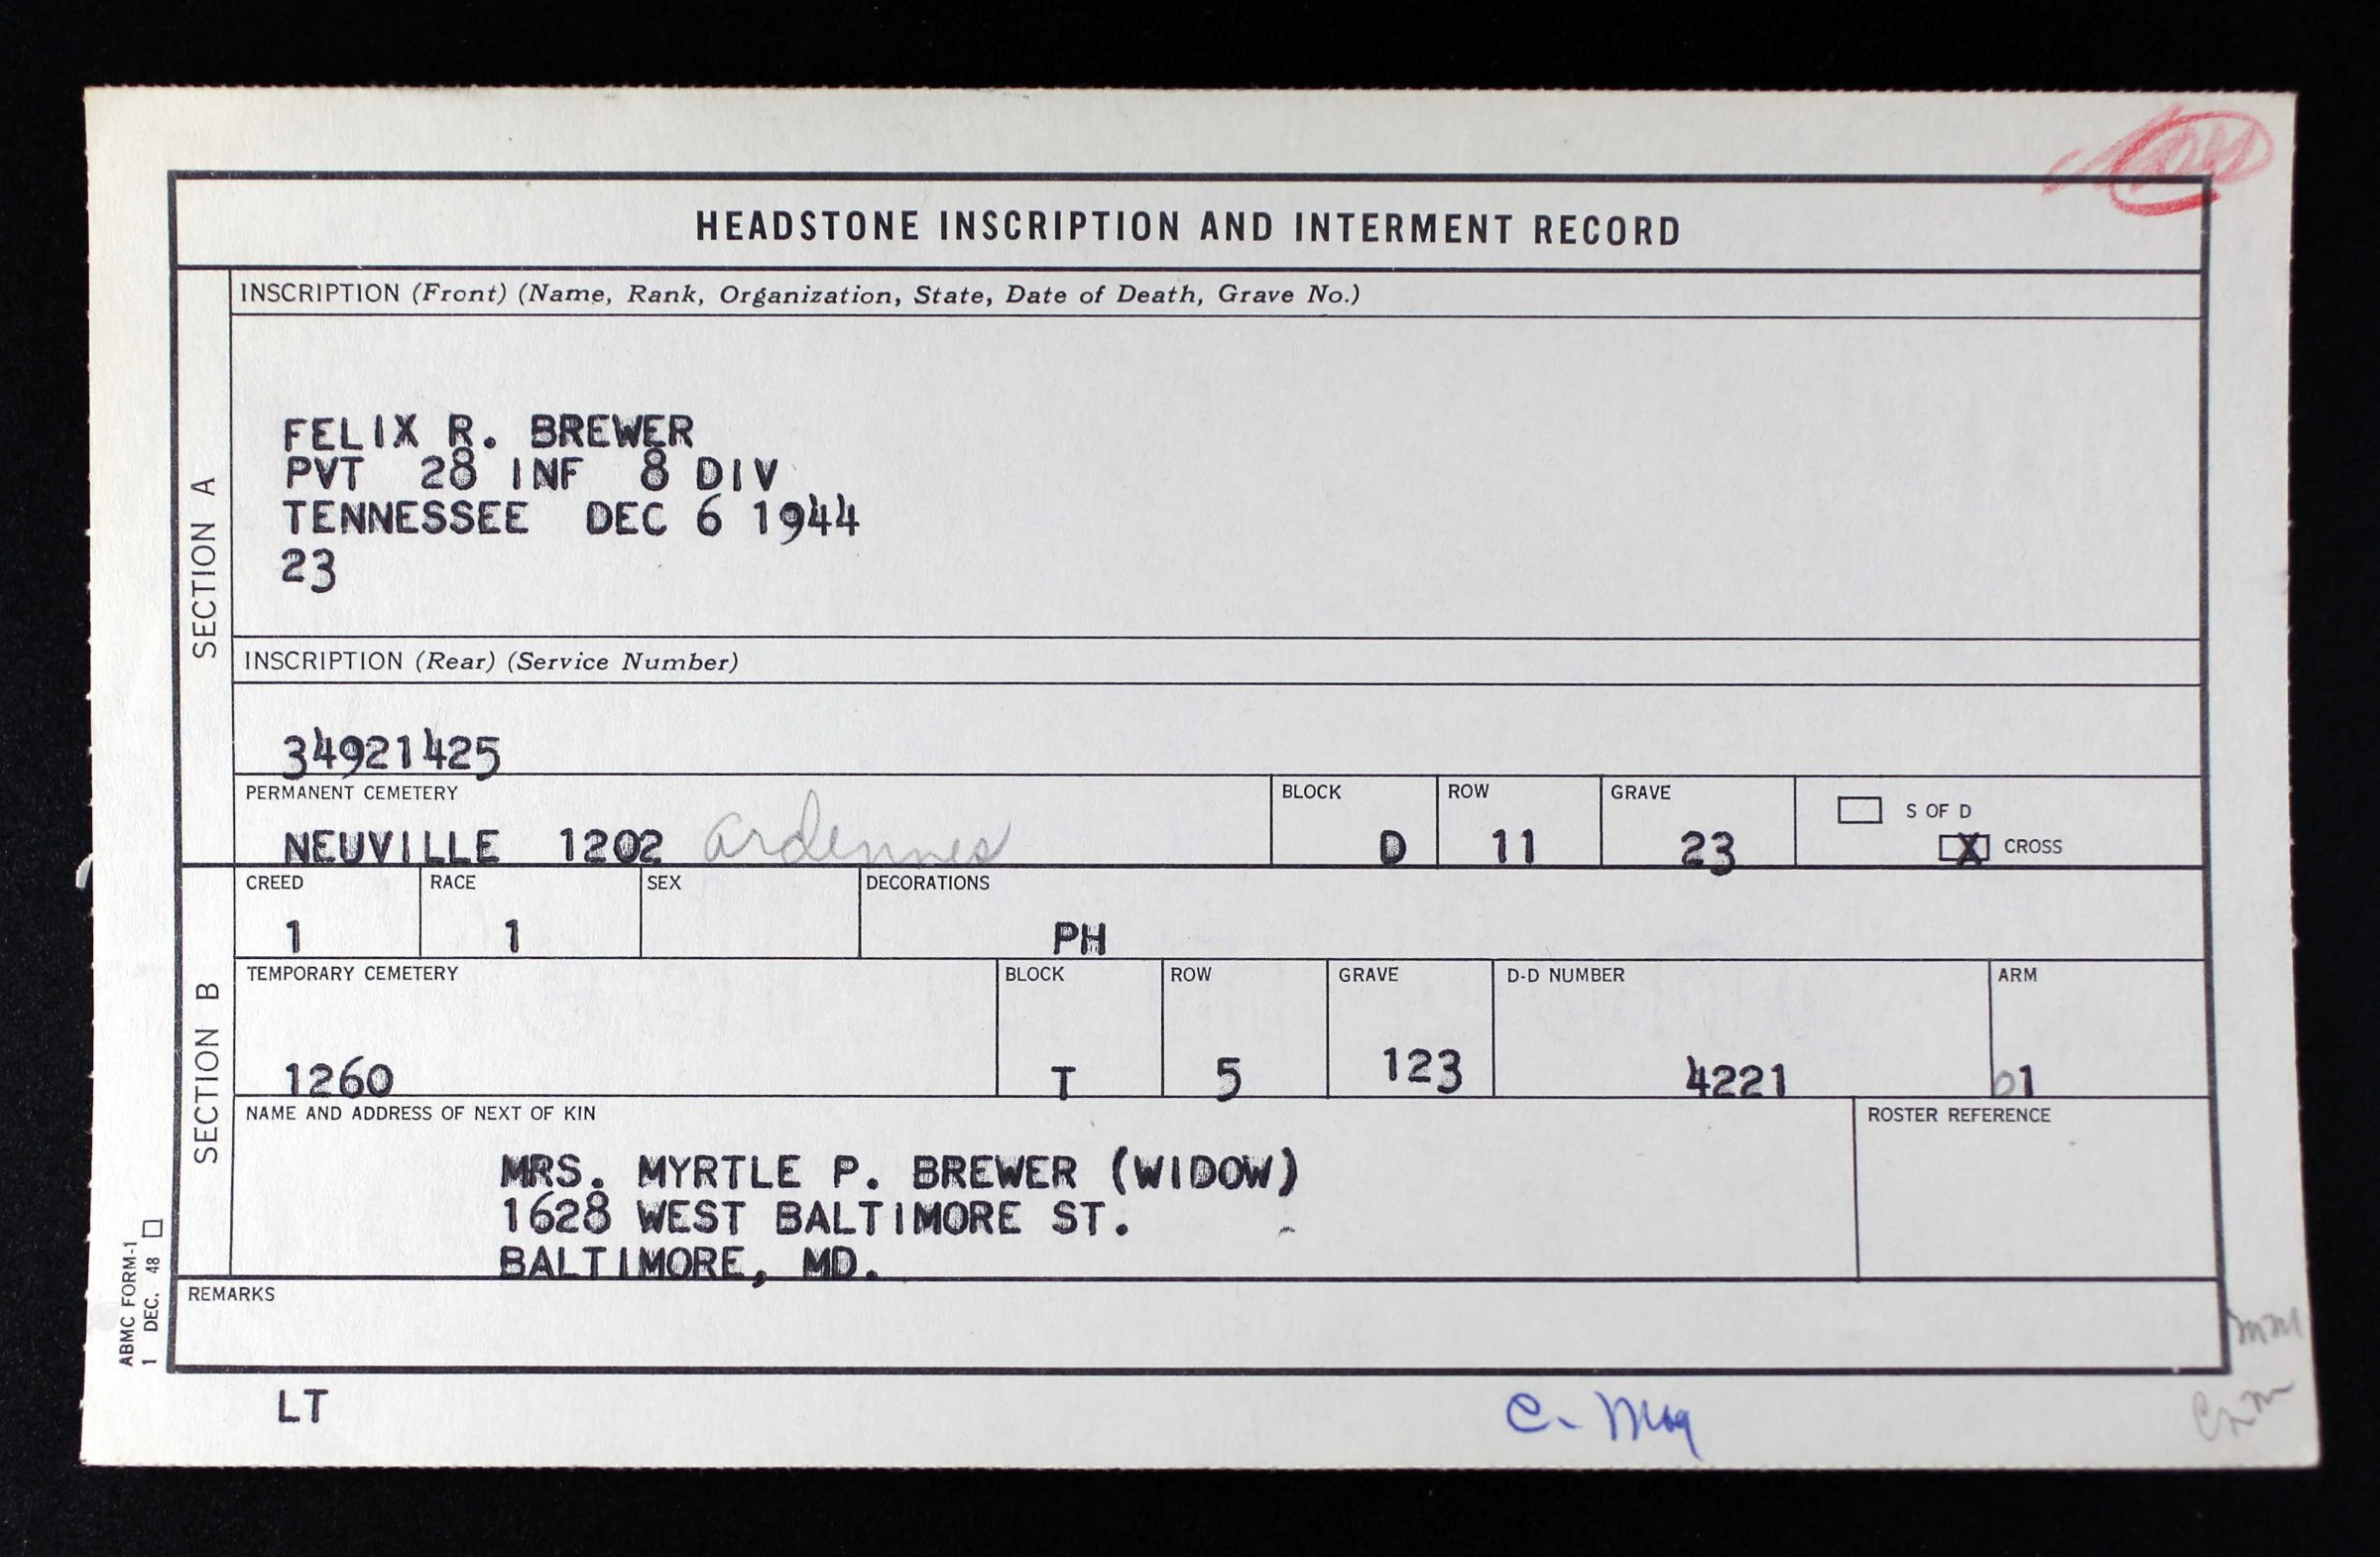 HEADSTONE INSCRIPTION AND INTERMENT RECORD
SECTION A
INSCRIPTION (Front) (Name, Rank, Organization, State, Date of Death, Grave No.)
FELIX R. BREWER
PVT 28 INF 8 DIV
TENNESSEE DEC 6 1944
23
INSCRIPTION (Rear) (Service Number)
34921425
PERMANENT CEMETERY BLOCK ROW GRAVE S OF D
NEUVILLE 1202 ardennes D 11 23 X CROSS
SECTION B
CREED RACE SEX DECORATIONS
1 1 PH
TEMPORARY CEMETERY BLOCK ROW GRAVE D-D NUMBER ARM
1260 T 5 123 4221 01
NAME AND ADDRESS OF NEXT OF KIN ROSTER REFERENCE
MRS. MYRTLE P. BREWER (WIDOW)
1628 WEST BALTIMORE ST.
BALTIMORE, MD.
REMARKS
ABMC FORM-1
1 DEC. 48
LT